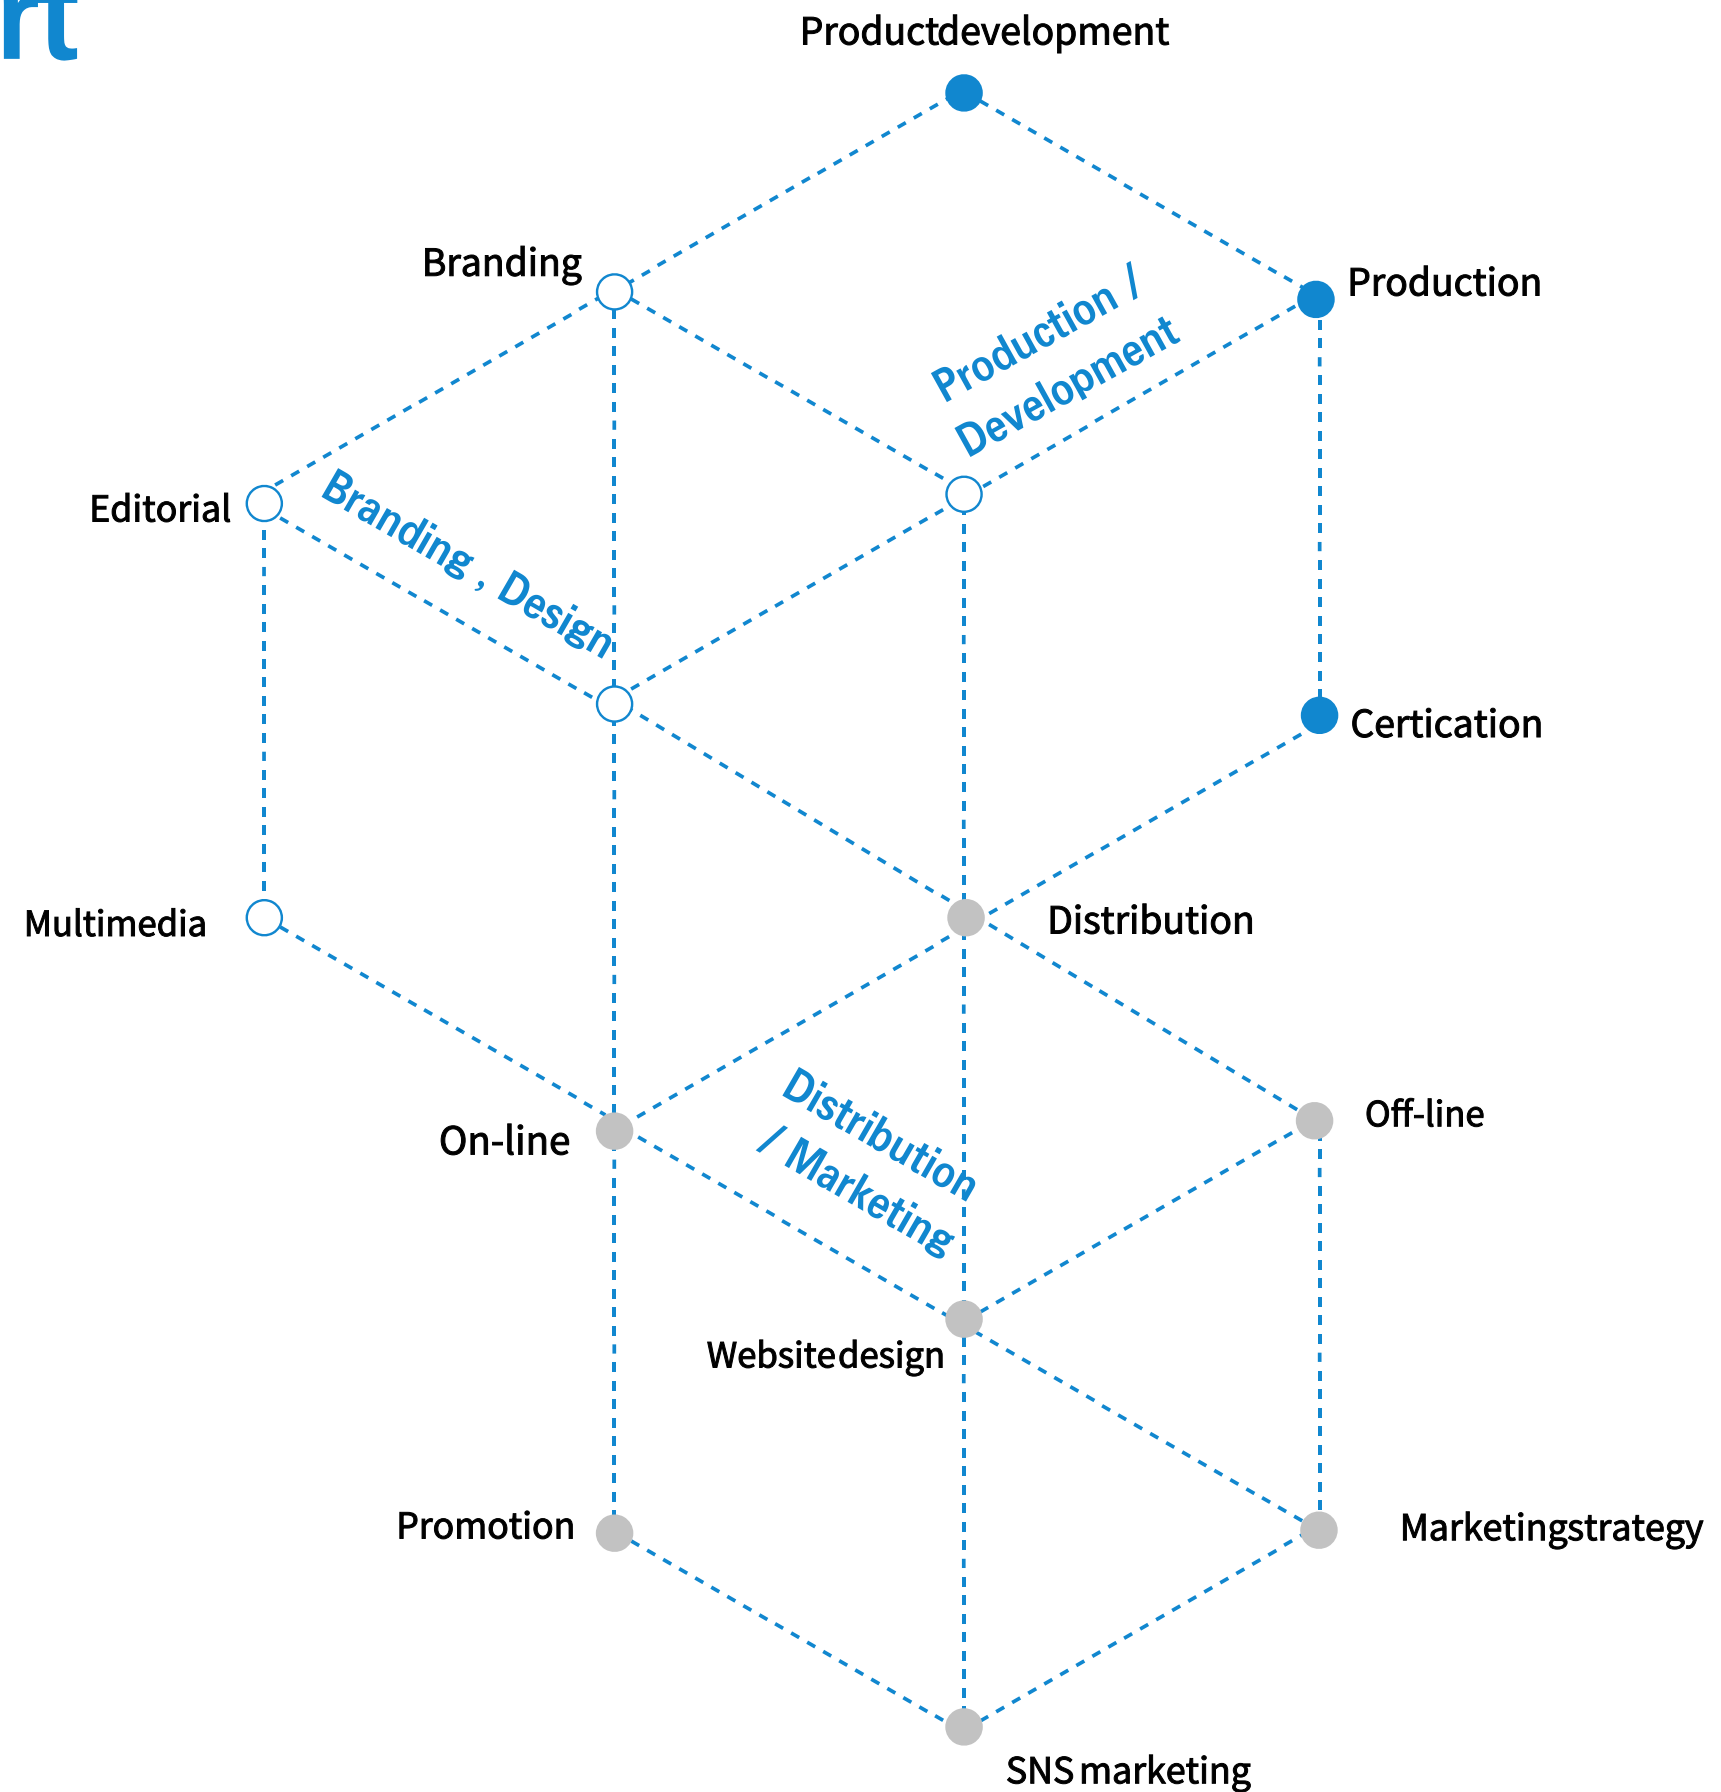 rt
Productdevelopment
Branding
Production
Production /
Development
Editorial
Branding , Design
Certication
Multimedia
Distribution
On-line
Distribution
/ Marketing
Off-line
Websitedesign
Promotion
Marketingstrategy
SNS marketing